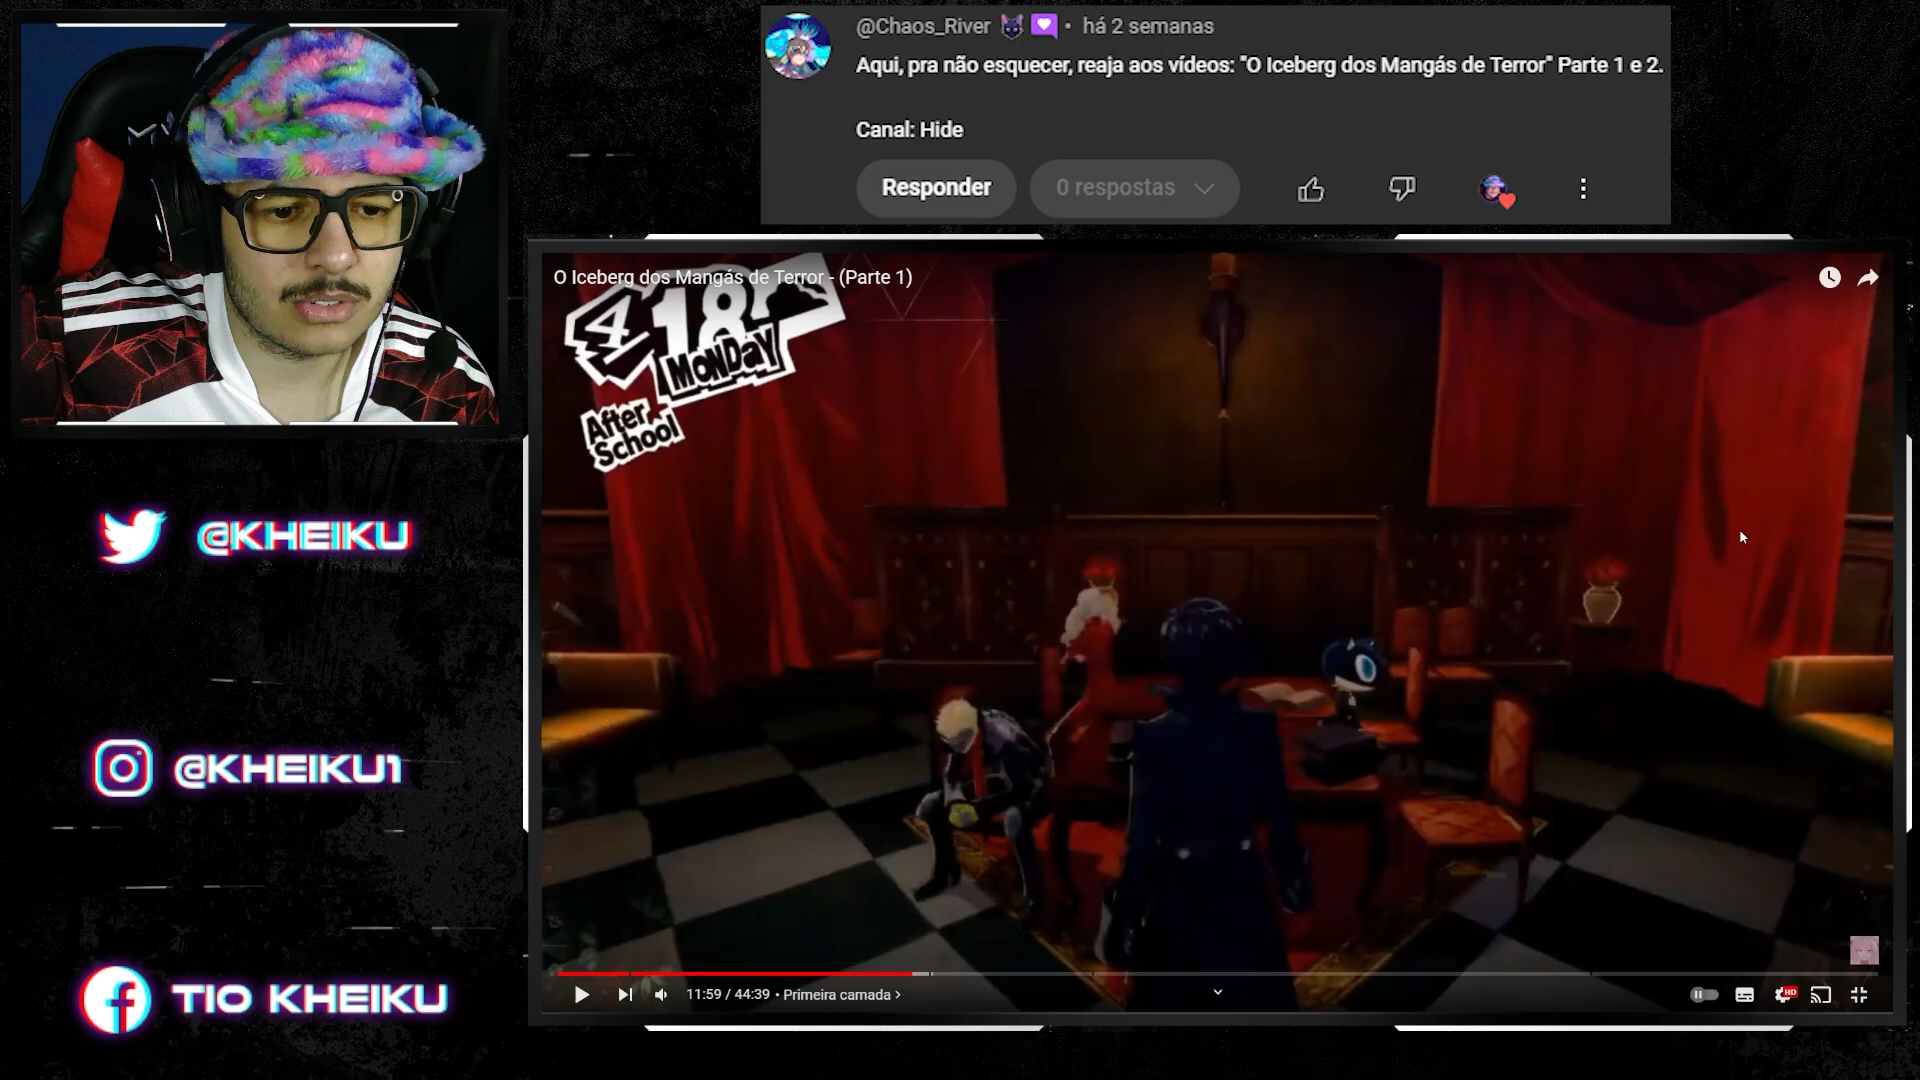 @Chaos_River • há 2 semanas
Aqui, pra não esquecer, reaja aos vídeos: "O Iceberg dos Mangás de Terror" Parte 1 e 2.
Canal: Hide
Responder
0 respostas
O Iceberg dos Mangás de Terror - (Parte 1)
4
18
MONDAY
After
School
@KHEIKU
@KHEIKU1
TIO KHEIKU
11:59 / 44:39 • Primeira camada >
HD